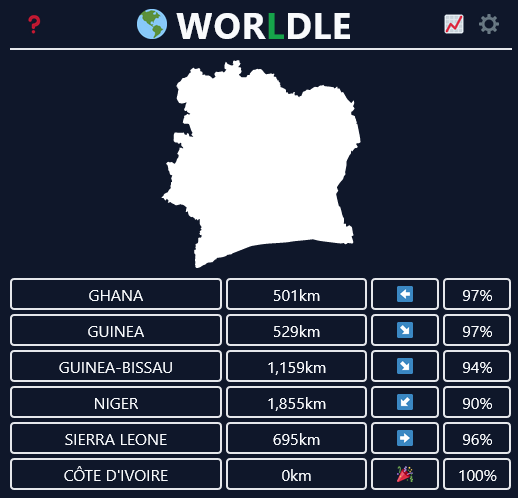 ? WORLDLE
GHANA 501km 97%
GUINEA 529km 97%
GUINEA-BISSAU 1,159km 94%
NIGER 1,855km 90%
SIERRA LEONE 695km 96%
CÔTE D'IVOIRE 0km 100%